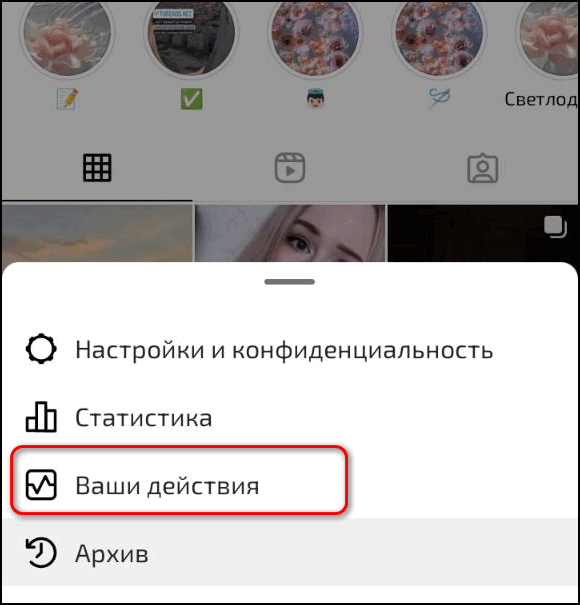 Светлод
Настройки и конфиденциальность
Статистика
Ваши действия
Архив